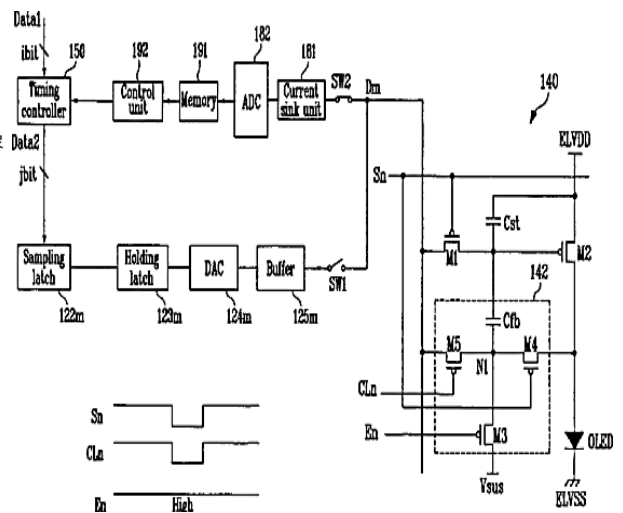 Data1
ibit
150
192
191
182
181
SW2
Dm
Timing
controller
Control
unit
Memory
ADC
Current
sink unit
140
ELVDD
Data2
jbit
Sn
Cst
M1
M2
142
Sampling
latch
Holding
latch
DAC
Buffer
SW1
122m
123m
124m
125m
Cfb
M5
N1
M4
CLn
En
M3
Vsus
OLED
ELVSS
Sn
CLn
En
High